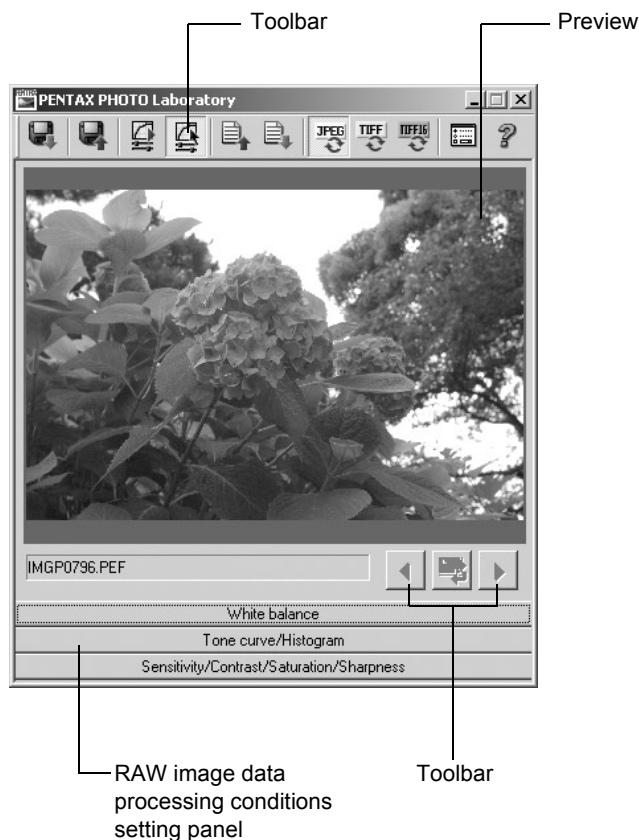 Toolbar
Preview
PENTAX PHOTO Laboratory
JPEG TIFF TIFF16 ?
IMGP0796.PEF
White balance
Tone curve/Histogram
Sensitivity/Contrast/Saturation/Sharpness
RAW image data
processing conditions
setting panel
Toolbar